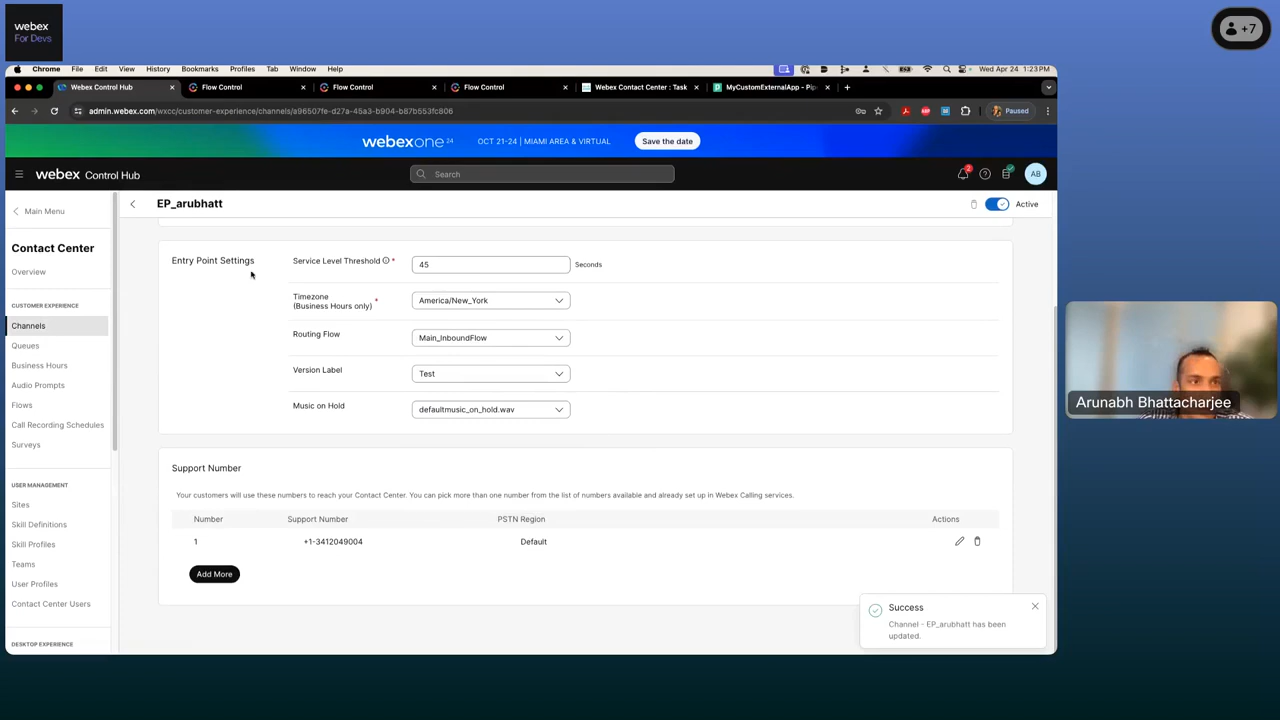 webex
For Devs
+7
Chrome File Edit View History Bookmarks Profiles Tab Window Help
Wed Apr 24 1:23 PM
Webex Control Hub
Flow Control
Flow Control
Flow Control
Webex Contact Center : Task
MyCustomExternalApp - Pip
admin.webex.com/wxcc/customer-experience/channels/a96507fe-d27a-45a3-b904-b87b553fc806
Paused
webexone 24
OCT 21-24 | MIAMI AREA & VIRTUAL
Save the date
webex Control Hub
Search
2
AB
Main Menu
EP_arubhatt
Active
Contact Center
Overview
CUSTOMER EXPERIENCE
Channels
Queues
Business Hours
Audio Prompts
Flows
Call Recording Schedules
Surveys
USER MANAGEMENT
Sites
Skill Definitions
Skill Profiles
Teams
User Profiles
Contact Center Users
DESKTOP EXPERIENCE
Entry Point Settings
Service Level Threshold *
45
Seconds
Timezone
(Business Hours only) *
America/New_York
Routing Flow
Main_InboundFlow
Version Label
Test
Music on Hold
defaultmusic_on_hold.wav
Support Number
Your customers will use these numbers to reach your Contact Center. You can pick more than one number from the list of numbers available and already set up in Webex Calling services.
Number Support Number PSTN Region Actions
1 +1-3412049004 Default
Add More
Success
Channel - EP_arubhatt has been
updated.
Arunabh Bhattacharjee